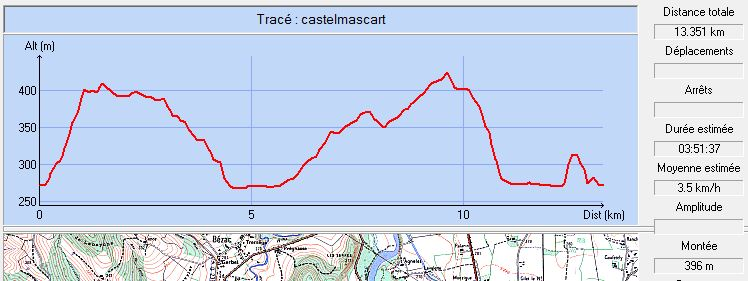 Tracé : castelmascart
Alt (m)
400
350
300
250
0
5
10
Dist (km)
Distance totale
13.351 km
Déplacements
Arrêts
Durée estimée
03:51:37
Moyenne estimée
3.5 km/h
Amplitude
Montée
396 m
Bézac